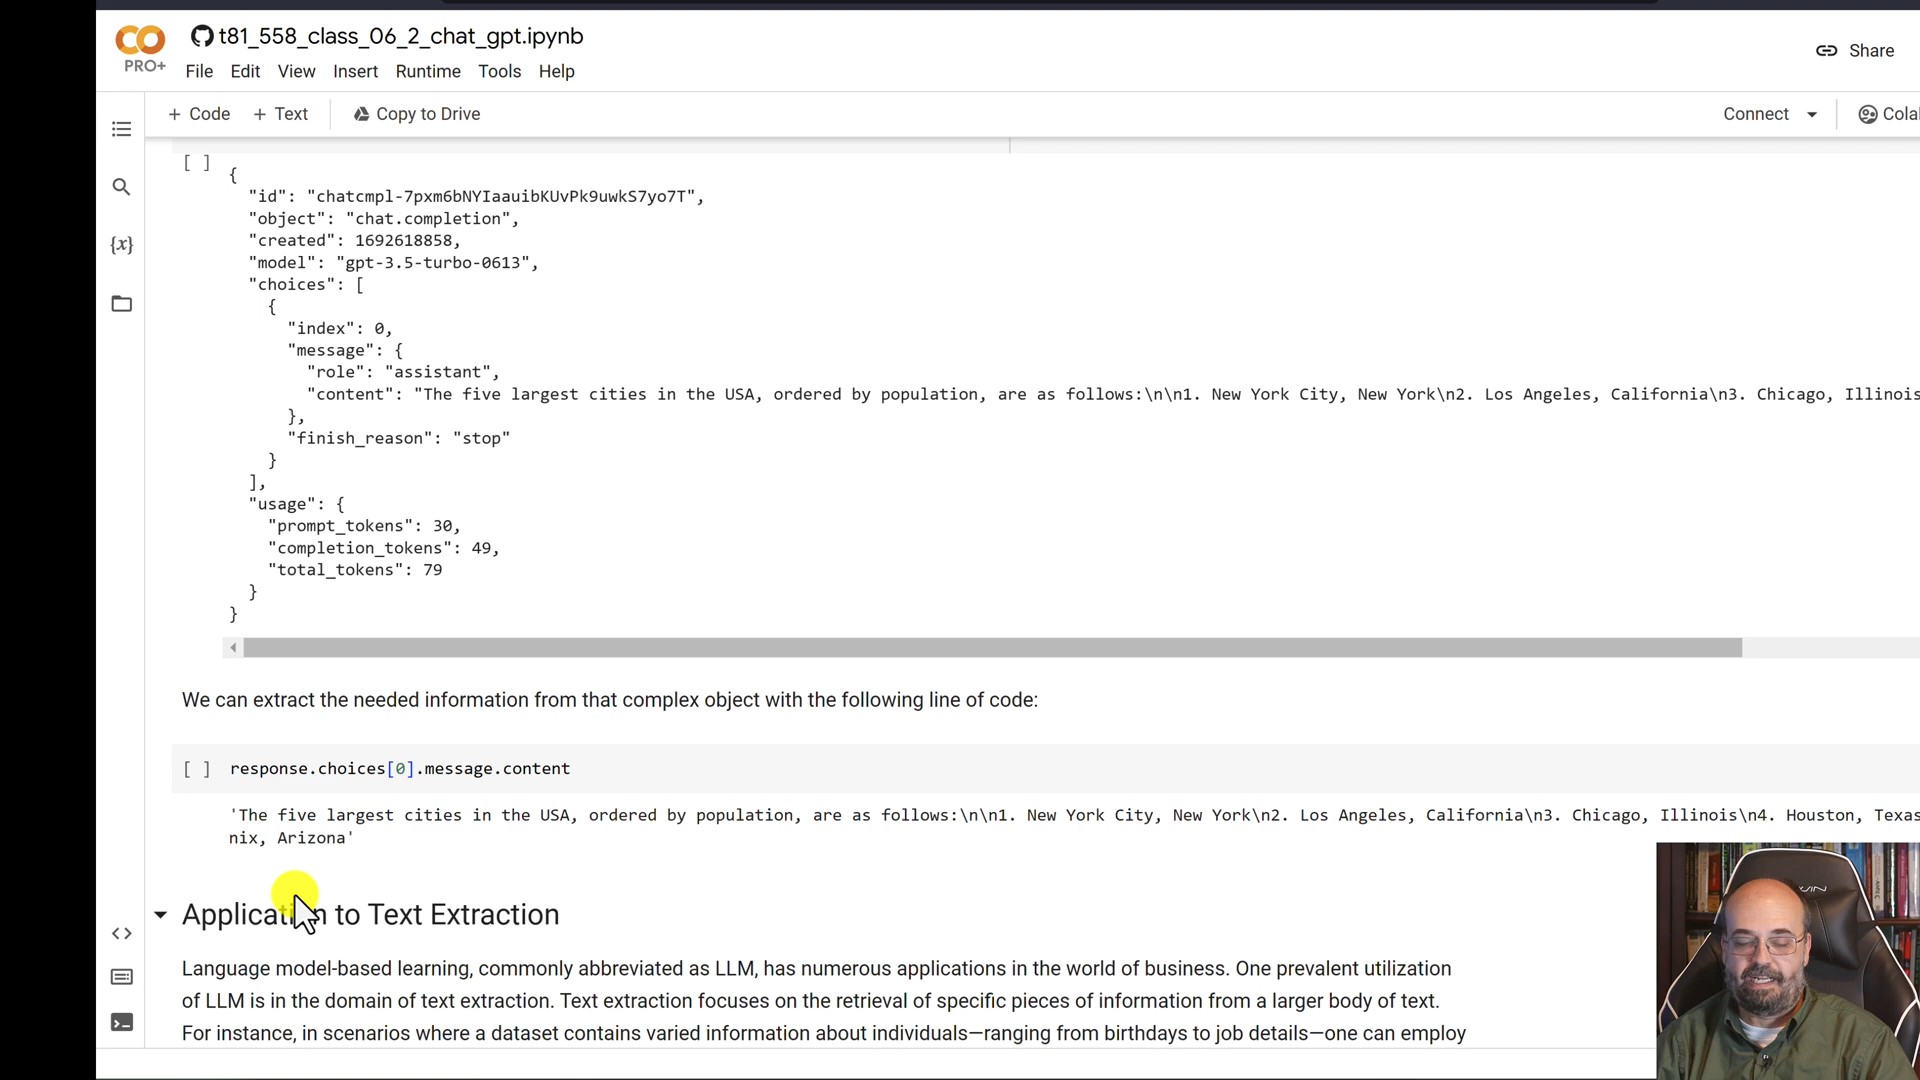 t81_558_class_06_2_chat_gpt.ipynb
Share
PRO+
File Edit View Insert Runtime Tools Help
+ Code + Text Copy to Drive
Connect
Cola
[ ]
{
"id": "chatcmpl-7pxm6bNYIaauibKUvPk9uwkS7yo7T",
"object": "chat.completion",
"created": 1692618858,
"model": "gpt-3.5-turbo-0613",
"choices": [
{
"index": 0,
"message": {
"role": "assistant",
"content": "The five largest cities in the USA, ordered by population, are as follows:\n\n1. New York City, New York\n2. Los Angeles, California\n3. Chicago, Illinois
},
"finish_reason": "stop"
}
],
"usage": {
"prompt_tokens": 30,
"completion_tokens": 49,
"total_tokens": 79
}
}
We can extract the needed information from that complex object with the following line of code:
[ ] response.choices[0].message.content
'The five largest cities in the USA, ordered by population, are as follows:\n\n1. New York City, New York\n2. Los Angeles, California\n3. Chicago, Illinois\n4. Houston, Texas
nix, Arizona'
Application to Text Extraction
Language model-based learning, commonly abbreviated as LLM, has numerous applications in the world of business. One prevalent utilization
of LLM is in the domain of text extraction. Text extraction focuses on the retrieval of specific pieces of information from a larger body of text.
For instance, in scenarios where a dataset contains varied information about individuals—ranging from birthdays to job details—one can employ